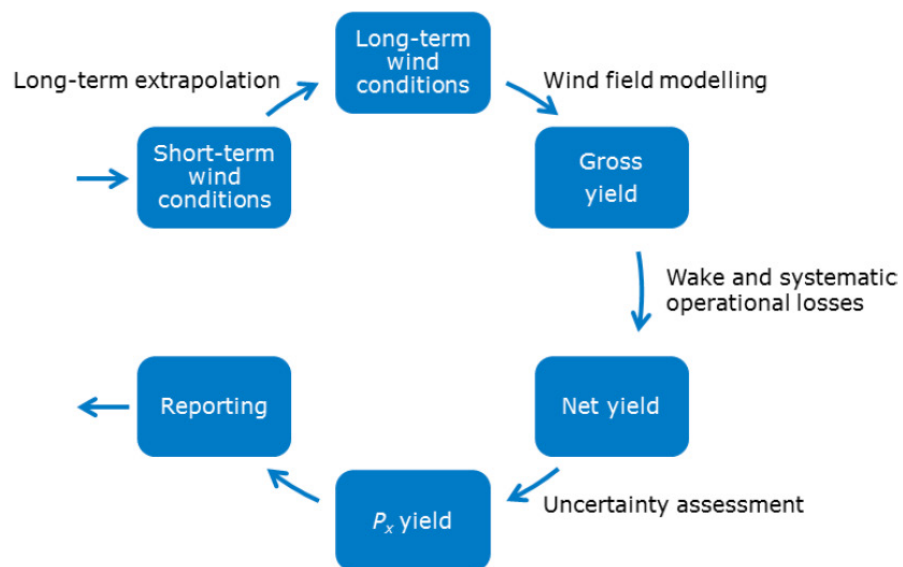 Long-term
wind
conditions
Long-term extrapolation
Wind field modelling
Short-term
wind
conditions
Gross
yield
Wake and systematic
operational losses
Reporting
Net yield
Uncertainty assessment
Px yield